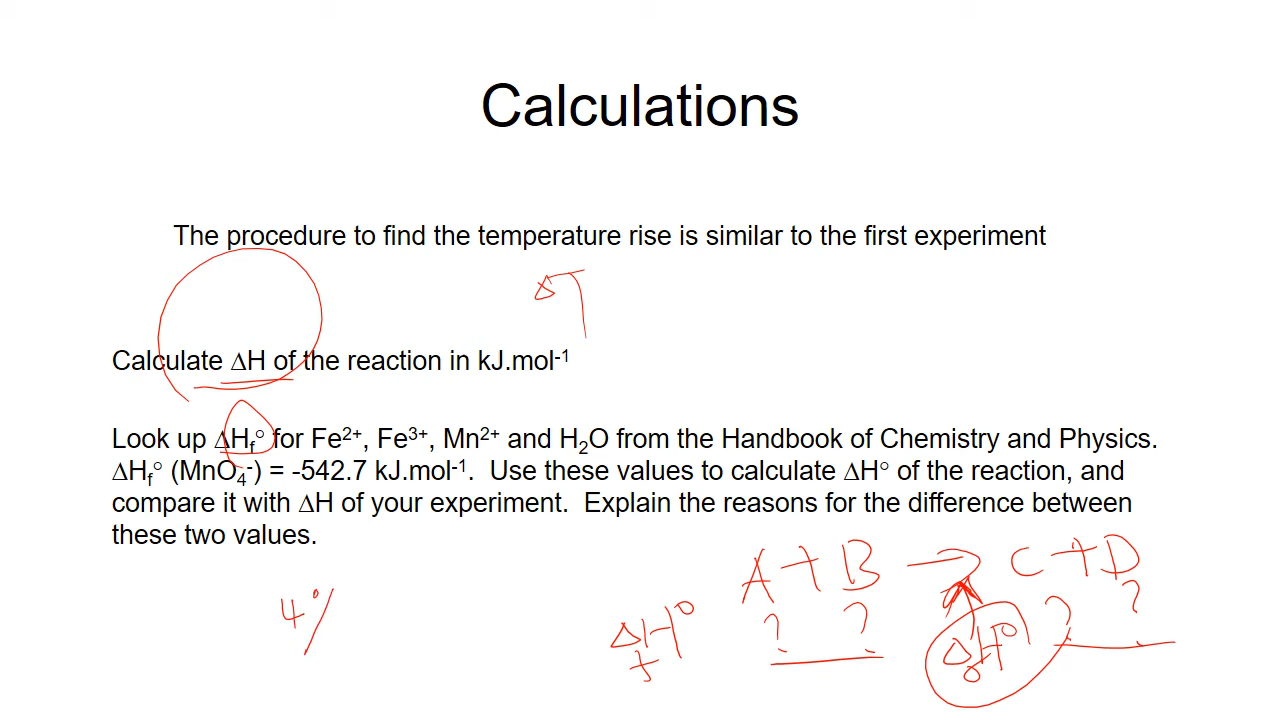 Calculations
The procedure to find the temperature rise is similar to the first experiment
ΔT
Calculate ΔH of the reaction in kJ.mol⁻¹
Look up ΔHf° for Fe²⁺, Fe³⁺, Mn²⁺ and H₂O from the Handbook of Chemistry and Physics.
ΔHf° (MnO₄⁻) = -542.7 kJ.mol⁻¹. Use these values to calculate ΔH° of the reaction, and
compare it with ΔH of your experiment. Explain the reasons for the difference between
these two values.
A + B → C + D
4%
ΔHf° ? ? ΔH° ? ?